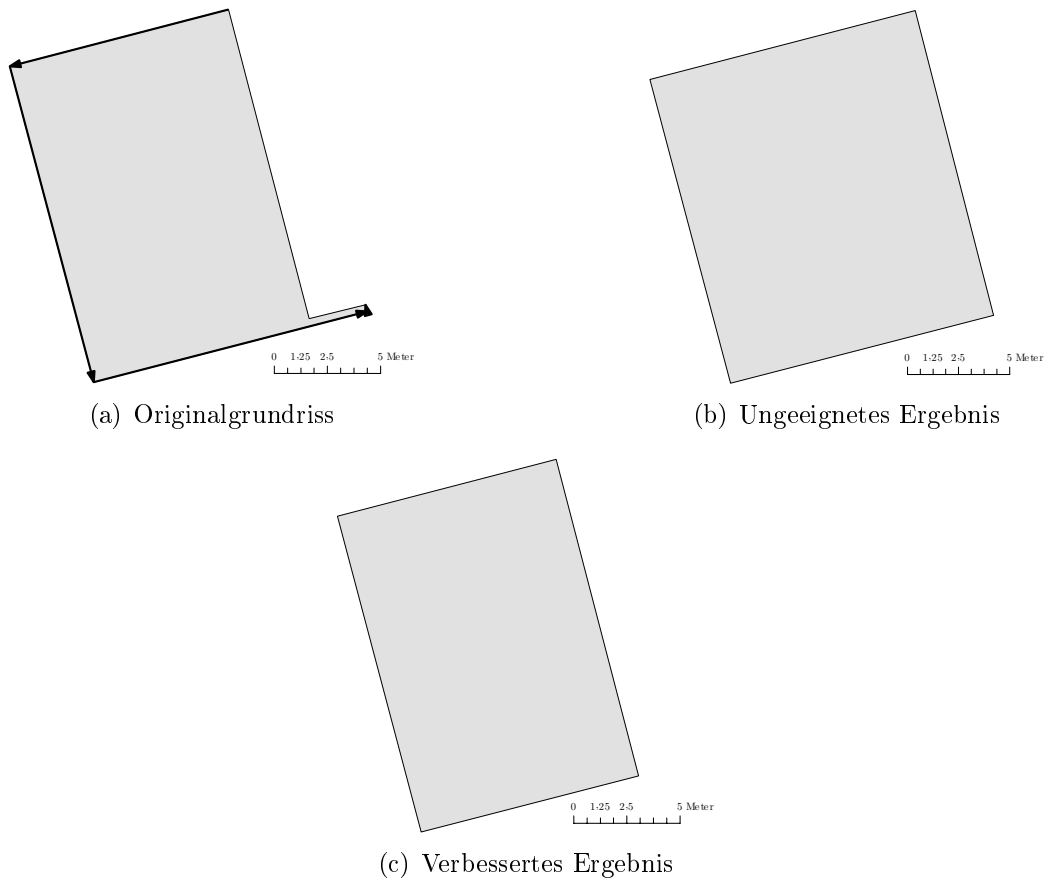 0 1.25 2.5 5 Meter
(a) Originalgrundriss
0 1.25 2.5 5 Meter
(b) Ungeeignetes Ergebnis
0 1.25 2.5 5 Meter
(c) Verbessertes Ergebnis